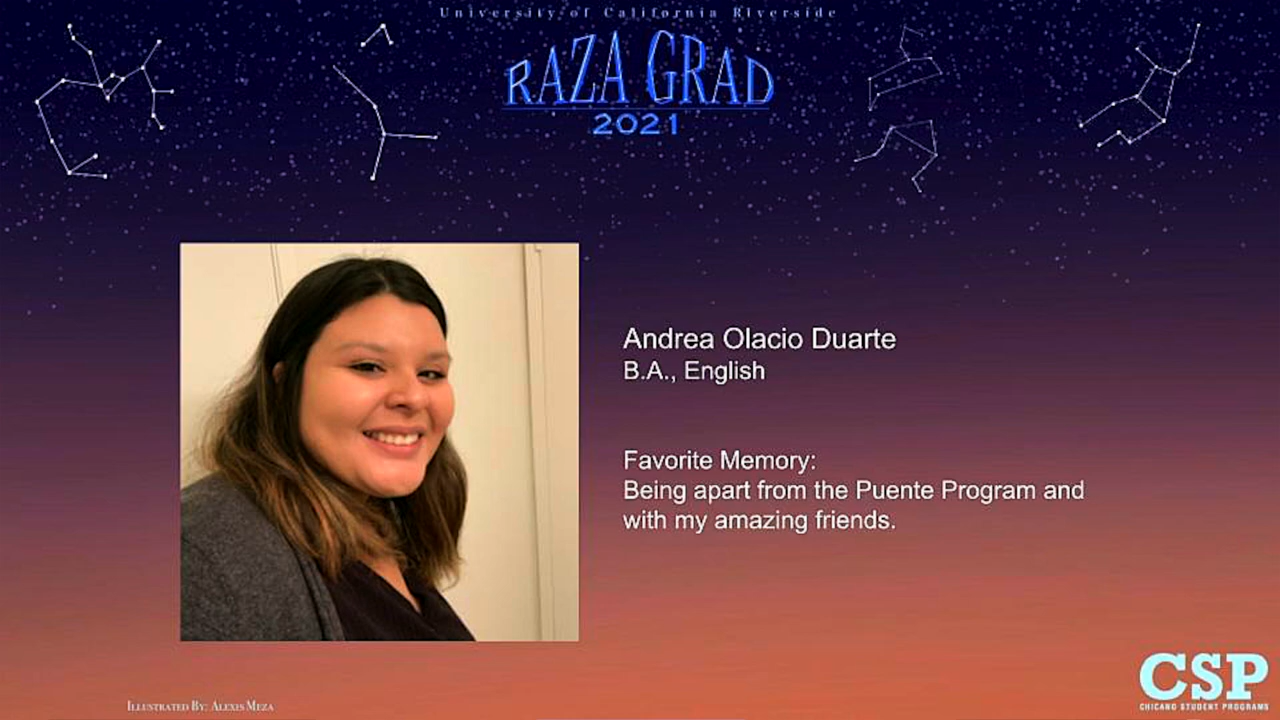 University of California Riverside
RAZA GRAD
2021
Andrea Olacio Duarte
B.A., English
Favorite Memory:
Being apart from the Puente Program and
with my amazing friends.
CSP
CHICANO STUDENT PROGRAMS
Illustrated By: Alexis Meza